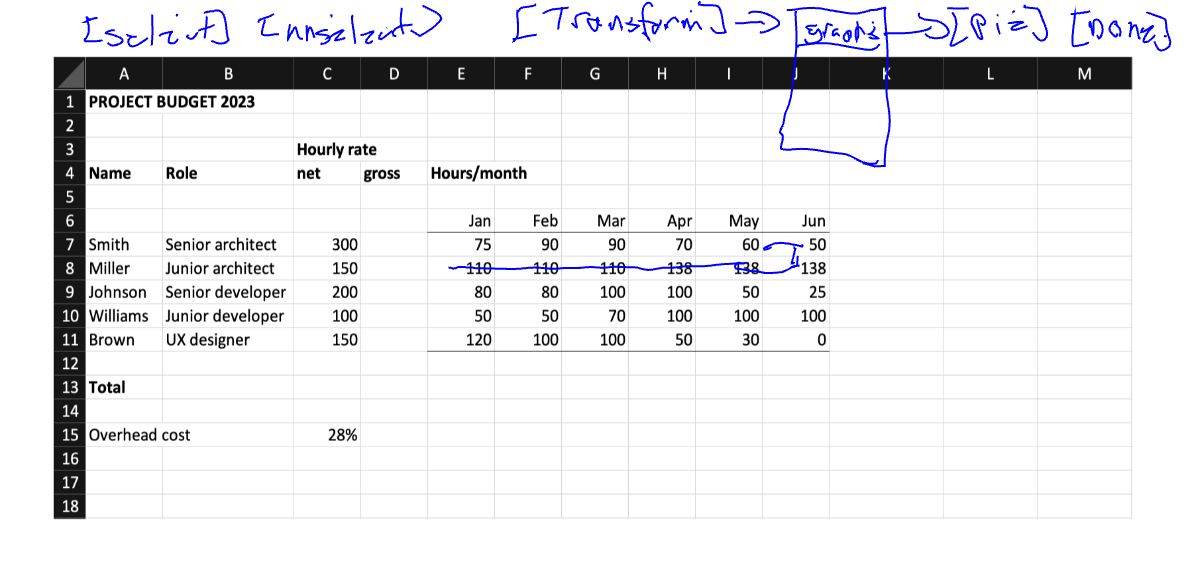 [Select] [Unselect] [Transform] → [graphs] → [Pie] [Done]
A B C D E F G H I J K L M
1 PROJECT BUDGET 2023
2
3 Hourly rate
4 Name Role net gross Hours/month
5
6 Jan Feb Mar Apr May Jun
7 Smith Senior architect 300 75 90 90 70 60 50
8 Miller Junior architect 150 110 110 110 138 138 138
9 Johnson Senior developer 200 80 80 100 100 50 25
10 Williams Junior developer 100 50 50 70 100 100 100
11 Brown UX designer 150 120 100 100 50 30 0
12
13 Total
14
15 Overhead cost 28%
16
17
18